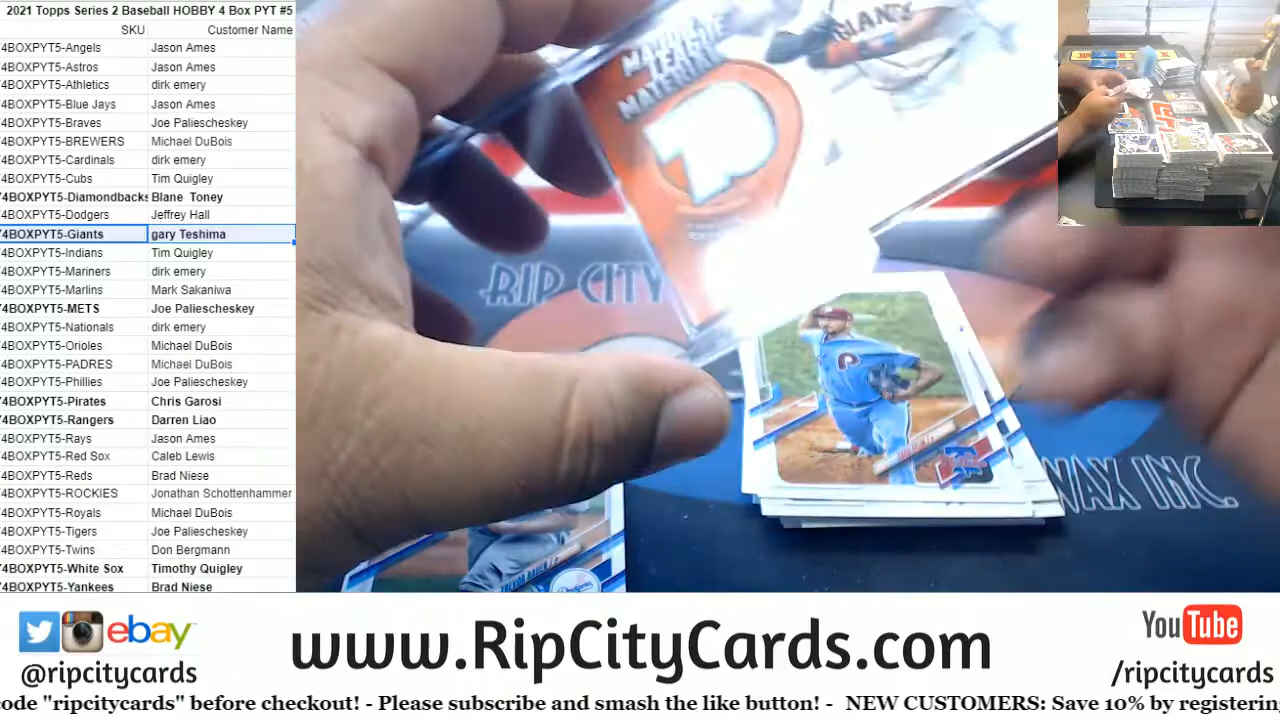 2021 Topps Series 2 Baseball HOBBY 4 Box PYT #5
SKU Customer Name
4BOXPYT5-Angels Jason Ames
4BOXPYT5-Astros Jason Ames
4BOXPYT5-Athletics dirk emery
4BOXPYT5-Blue Jays Jason Ames
4BOXPYT5-Braves Joe Paliescheskey
4BOXPYT5-BREWERS Michael DuBois
4BOXPYT5-Cardinals dirk emery
4BOXPYT5-Cubs Tim Quigley
4BOXPYT5-Diamondbacks Blane Toney
4BOXPYT5-Dodgers Jeffrey Hall
4BOXPYT5-Giants gary Teshima
4BOXPYT5-Indians Tim Quigley
4BOXPYT5-Mariners dirk emery
4BOXPYT5-Marlins Mark Sakaniwa
4BOXPYT5-METS Joe Paliescheskey
4BOXPYT5-Nationals dirk emery
4BOXPYT5-Orioles Michael DuBois
4BOXPYT5-PADRES Michael DuBois
4BOXPYT5-Phillies Joe Paliescheskey
4BOXPYT5-Pirates Chris Garosi
4BOXPYT5-Rangers Darren Liao
4BOXPYT5-Rays Jason Ames
4BOXPYT5-Red Sox Caleb Lewis
4BOXPYT5-Reds Brad Niese
4BOXPYT5-ROCKIES Jonathan Schottenhammer
4BOXPYT5-Royals Michael DuBois
4BOXPYT5-Tigers Joe Paliescheskey
4BOXPYT5-Twins Don Bergmann
4BOXPYT5-White Sox Timothy Quigley
4BOXPYT5-Yankees Brad Niese
MAJOR
LEAGUE
MATERIAL
GIANTS
RIP CITY
WAX INC.
P
TREVOR BAUER
ebay
@ripcitycards
www.RipCityCards.com
YouTube
/ripcitycards
code "ripcitycards" before checkout! - Please subscribe and smash the like button! - NEW CUSTOMERS: Save 10% by registering